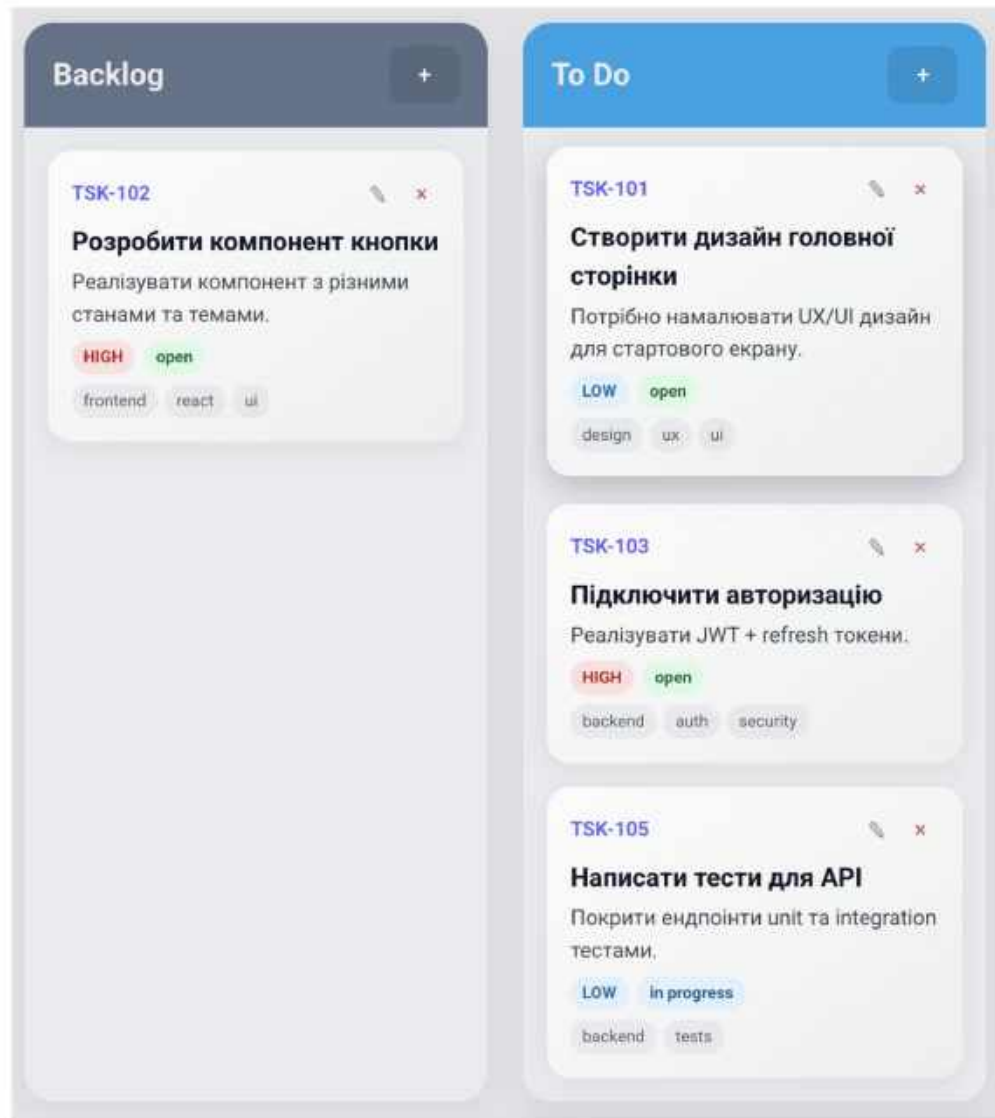 Backlog
+
TSK-102
×
Розробити компонент кнопки
Реалізувати компонент з різними
станами та темами.
HIGH open
frontend react ui
To Do
+
TSK-101
×
Створити дизайн головної
сторінки
Потрібно намалювати UX/UI дизайн
для стартового екрану.
LOW open
design ux ui
TSK-103
×
Підключити авторизацію
Реалізувати JWT + refresh токени.
HIGH open
backend auth security
TSK-105
×
Написати тести для API
Покрити ендпоінти unit та integration
тестами.
LOW in progress
backend tests